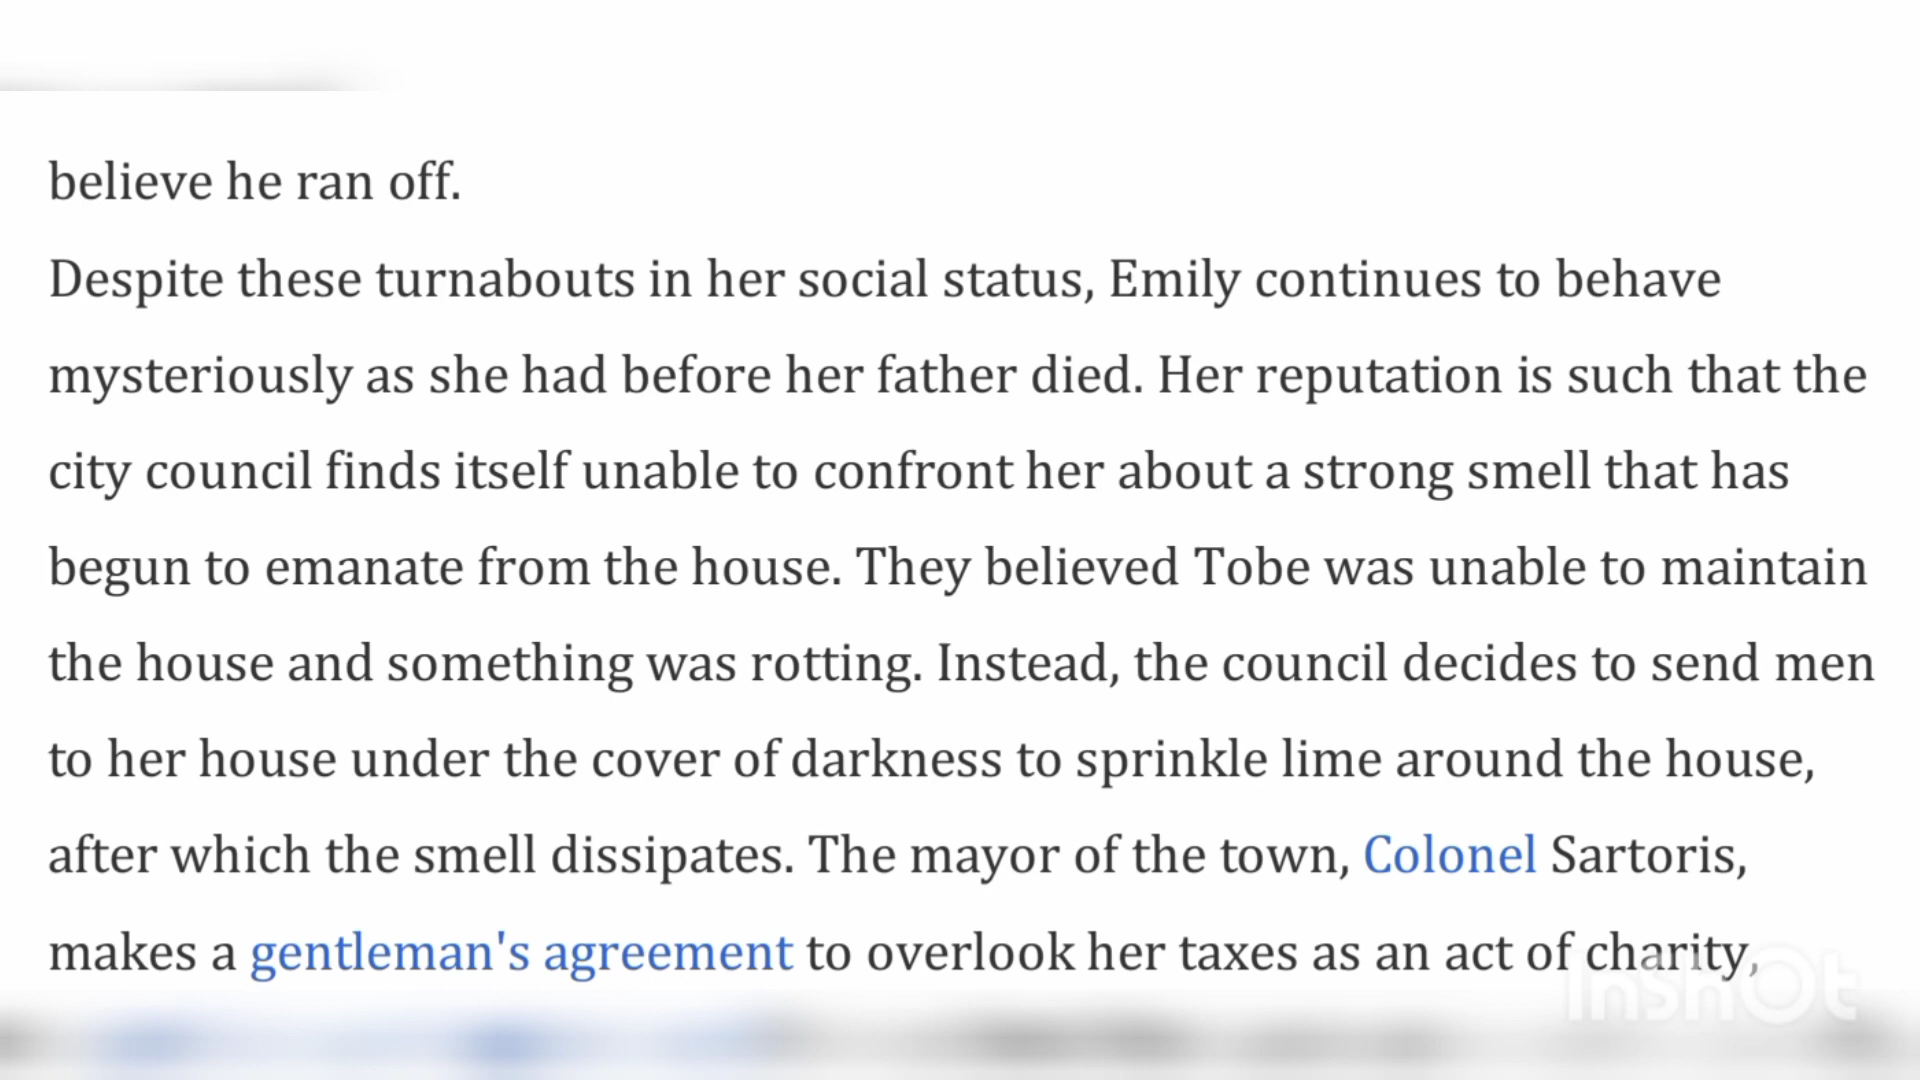 believe he ran off.
Despite these turnabouts in her social status, Emily continues to behave
mysteriously as she had before her father died. Her reputation is such that the
city council finds itself unable to confront her about a strong smell that has
begun to emanate from the house. They believed Tobe was unable to maintain
the house and something was rotting. Instead, the council decides to send men
to her house under the cover of darkness to sprinkle lime around the house,
after which the smell dissipates. The mayor of the town, Colonel Sartoris,
makes a gentleman's agreement to overlook her taxes as an act of charity,
InShOt